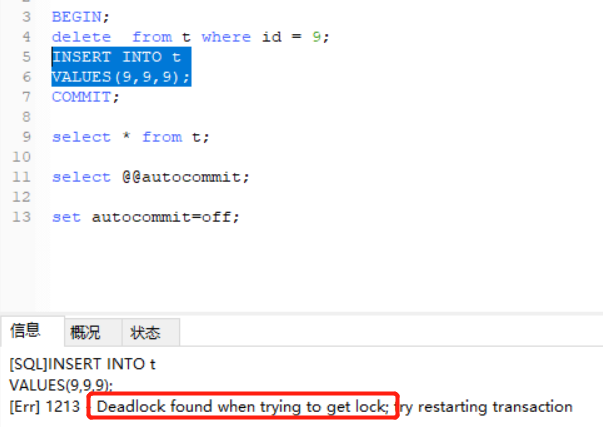 3 BEGIN;
4 delete  from t where id = 9;
5 INSERT INTO t
6 VALUES(9,9,9);
7 COMMIT;
8
9 select * from t;
10
11 select @@autocommit;
12
13 set autocommit=off;
信息 概况 状态
[SQL]INSERT INTO t
VALUES(9,9,9);
[Err] 1213 - Deadlock found when trying to get lock; try restarting transaction